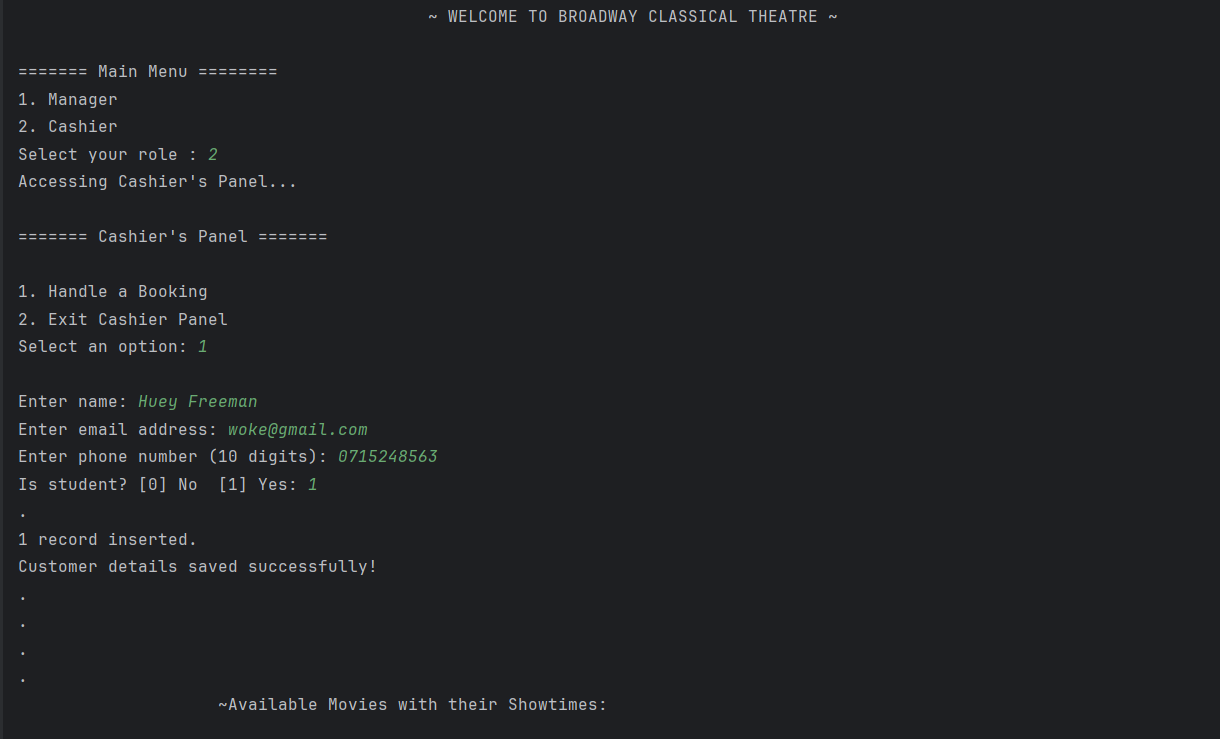 ~ WELCOME TO BROADWAY CLASSICAL THEATRE ~
======= Main Menu ========
1. Manager
2. Cashier
Select your role : 2
Accessing Cashier's Panel...
======= Cashier's Panel =======
1. Handle a Booking
2. Exit Cashier Panel
Select an option: 1
Enter name: Huey Freeman
Enter email address: woke@gmail.com
Enter phone number (10 digits): 0715248563
Is student? [0] No  [1] Yes: 1
.
1 record inserted.
Customer details saved successfully!
.
.
.
.
~Available Movies with their Showtimes: